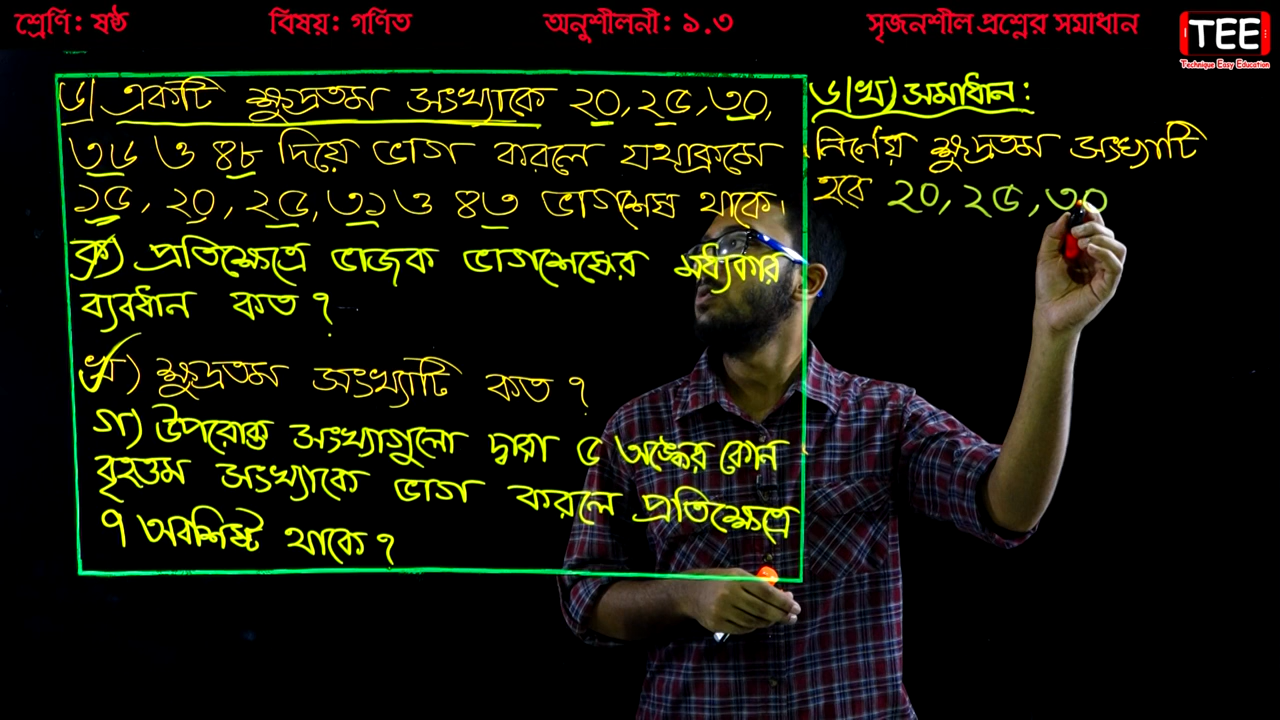 শ্রেণি: ষষ্ঠ
বিষয়: গণিত
অনুশীলনী: ১.৩
সৃজনশীল প্রশ্নের সমাধান
TEE
Technique Easy Education
৬। একটি ক্ষুদ্রতম সংখ্যাকে ২০, ২৫, ৩০,
৩৬ ও ৪৮ দিয়ে ভাগ করলে যথাক্রমে
১৫, ২০, ২৫, ৩১ ও ৪৩ ভাগশেষ থাকে।
ক) প্রতিক্ষেত্রে ভাজক ভাগশেষের মধ্যকার
ব্যবধান কত ?
খ) ক্ষুদ্রতম সংখ্যাটি কত ?
গ) উপরোক্ত সংখ্যাগুলো দ্বারা ৫ অঙ্কের কোন
বৃহত্তম সংখ্যাকে ভাগ করলে প্রতিক্ষেত্রে
৭ অবশিষ্ট থাকে ?
৬।খ) সমাধান:
নির্ণেয় ক্ষুদ্রতম সংখ্যাটি
হবে ২০, ২৫, ৩০